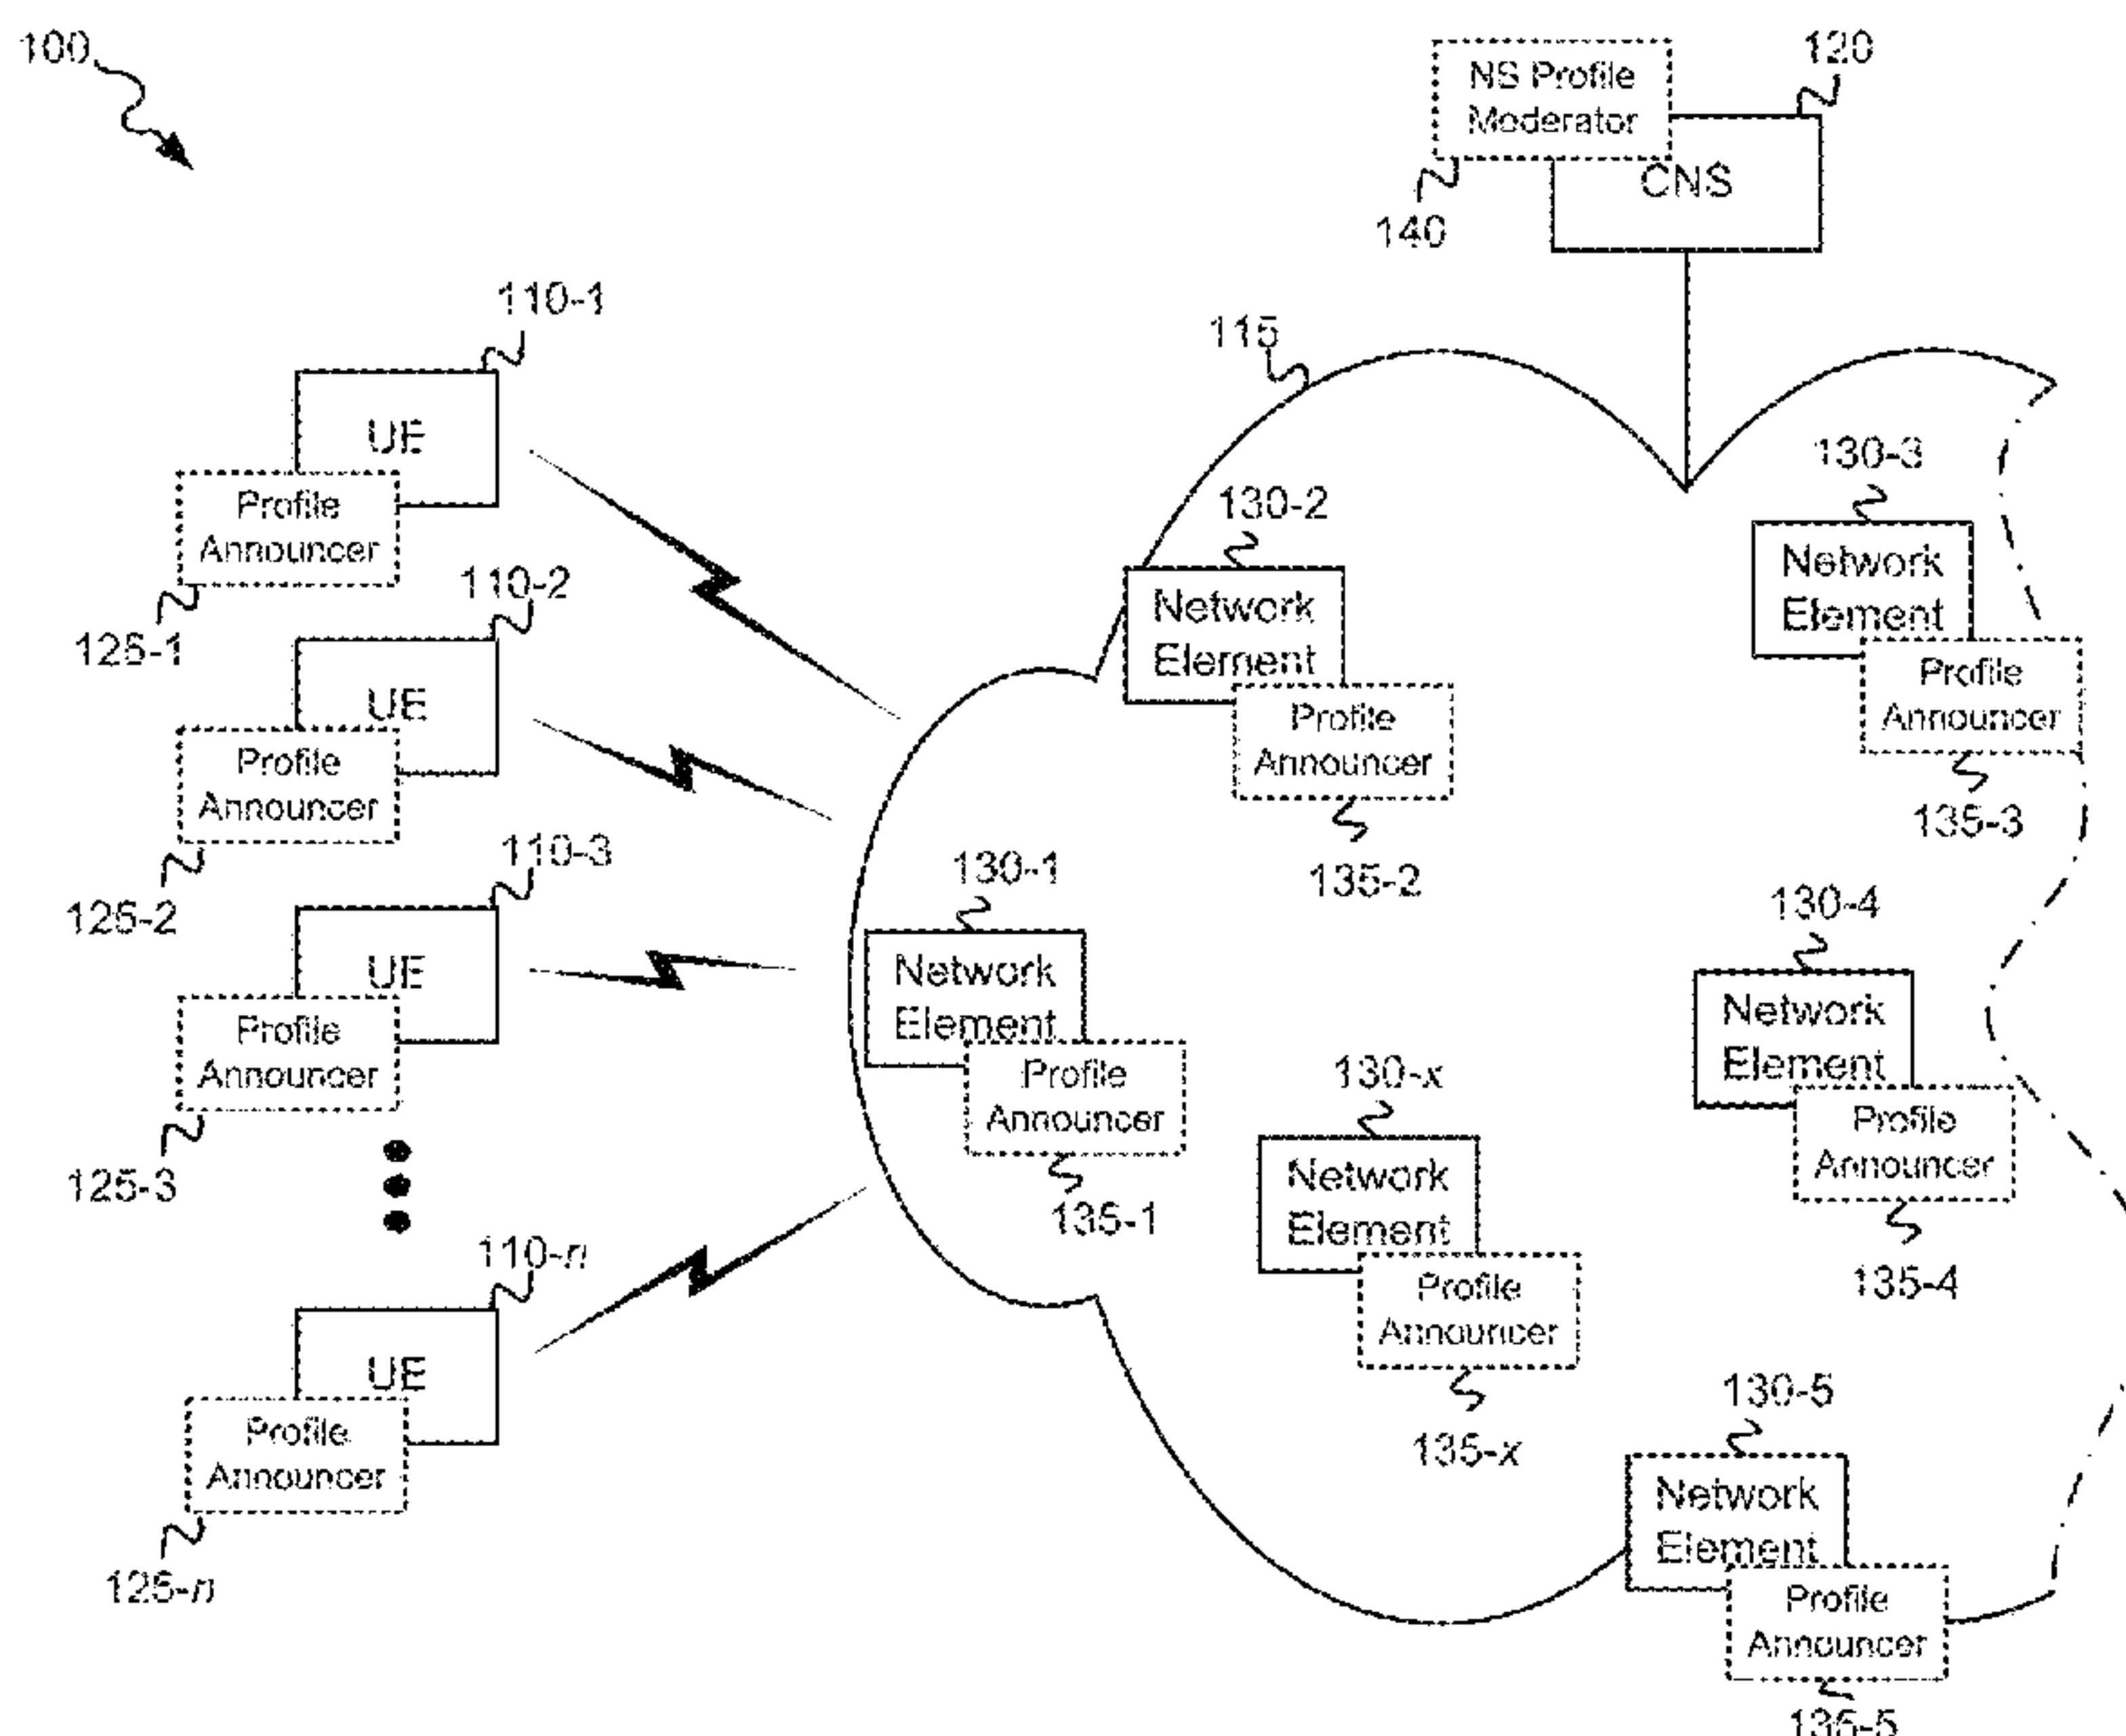 100
NS Profile
Moderator
120
CNS
140
110-1
UE
Profile
Announcer
125-1
110-2
UE
Profile
Announcer
125-2
110-3
UE
Profile
Announcer
125-3
110-n
UE
Profile
Announcer
125-n
115
130-2
Network
Element
Profile
Announcer
135-2
130-3
Network
Element
Profile
Announcer
135-3
130-1
Network
Element
Profile
Announcer
135-1
130-4
Network
Element
Profile
Announcer
135-4
130-x
Network
Element
Profile
Announcer
135-x
130-5
Network
Element
Profile
Announcer
135-5